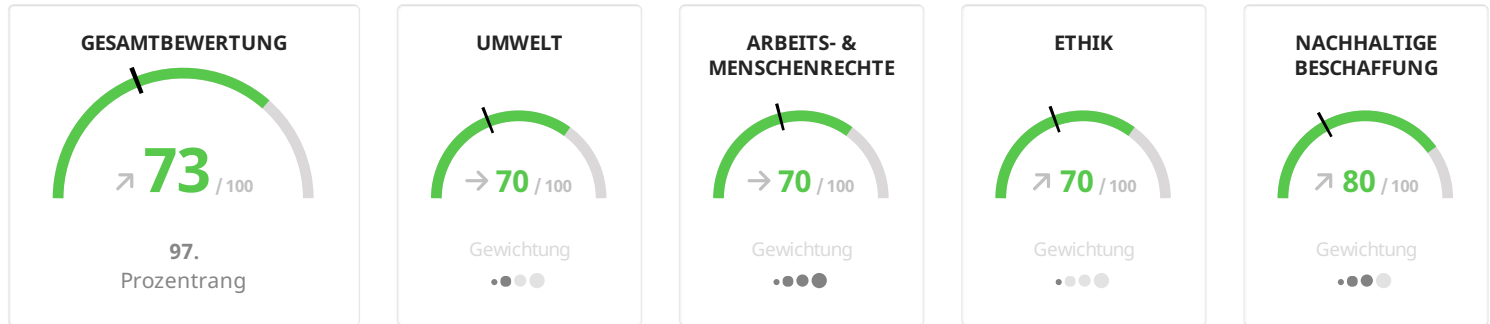 GESAMTBEWERTUNG
73 / 100
97.
Prozentrang
UMWELT
70 / 100
Gewichtung
ARBEITS- &
MENSCHENRECHTE
70 / 100
Gewichtung
ETHIK
70 / 100
Gewichtung
NACHHALTIGE
BESCHAFFUNG
80 / 100
Gewichtung